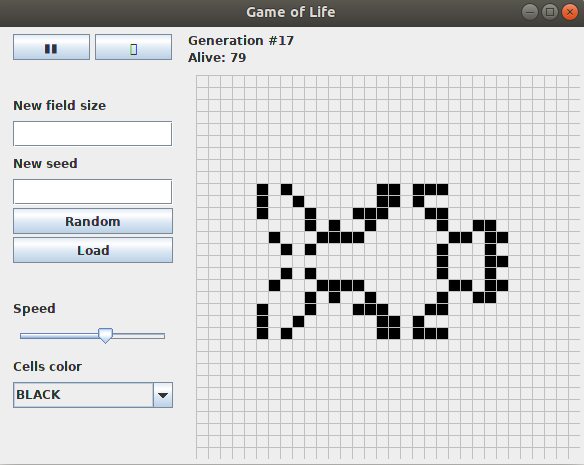 Game of Life
Generation #17
Alive: 79
New field size
New seed
Random
Load
Speed
Cells color
BLACK